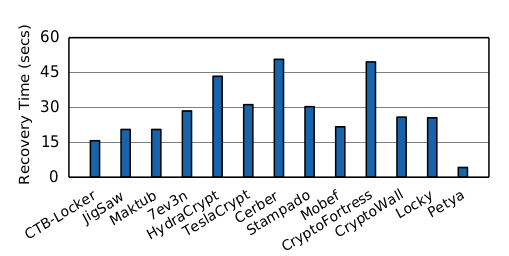 Recovery Time (secs)
60
45
30
15
0
CTB-Locker
JigSaw
Maktub
7ev3n
HydraCrypt
TeslaCrypt
Cerber
Stampado
Mobef
CryptoFortress
CryptoWall
Locky
Petya